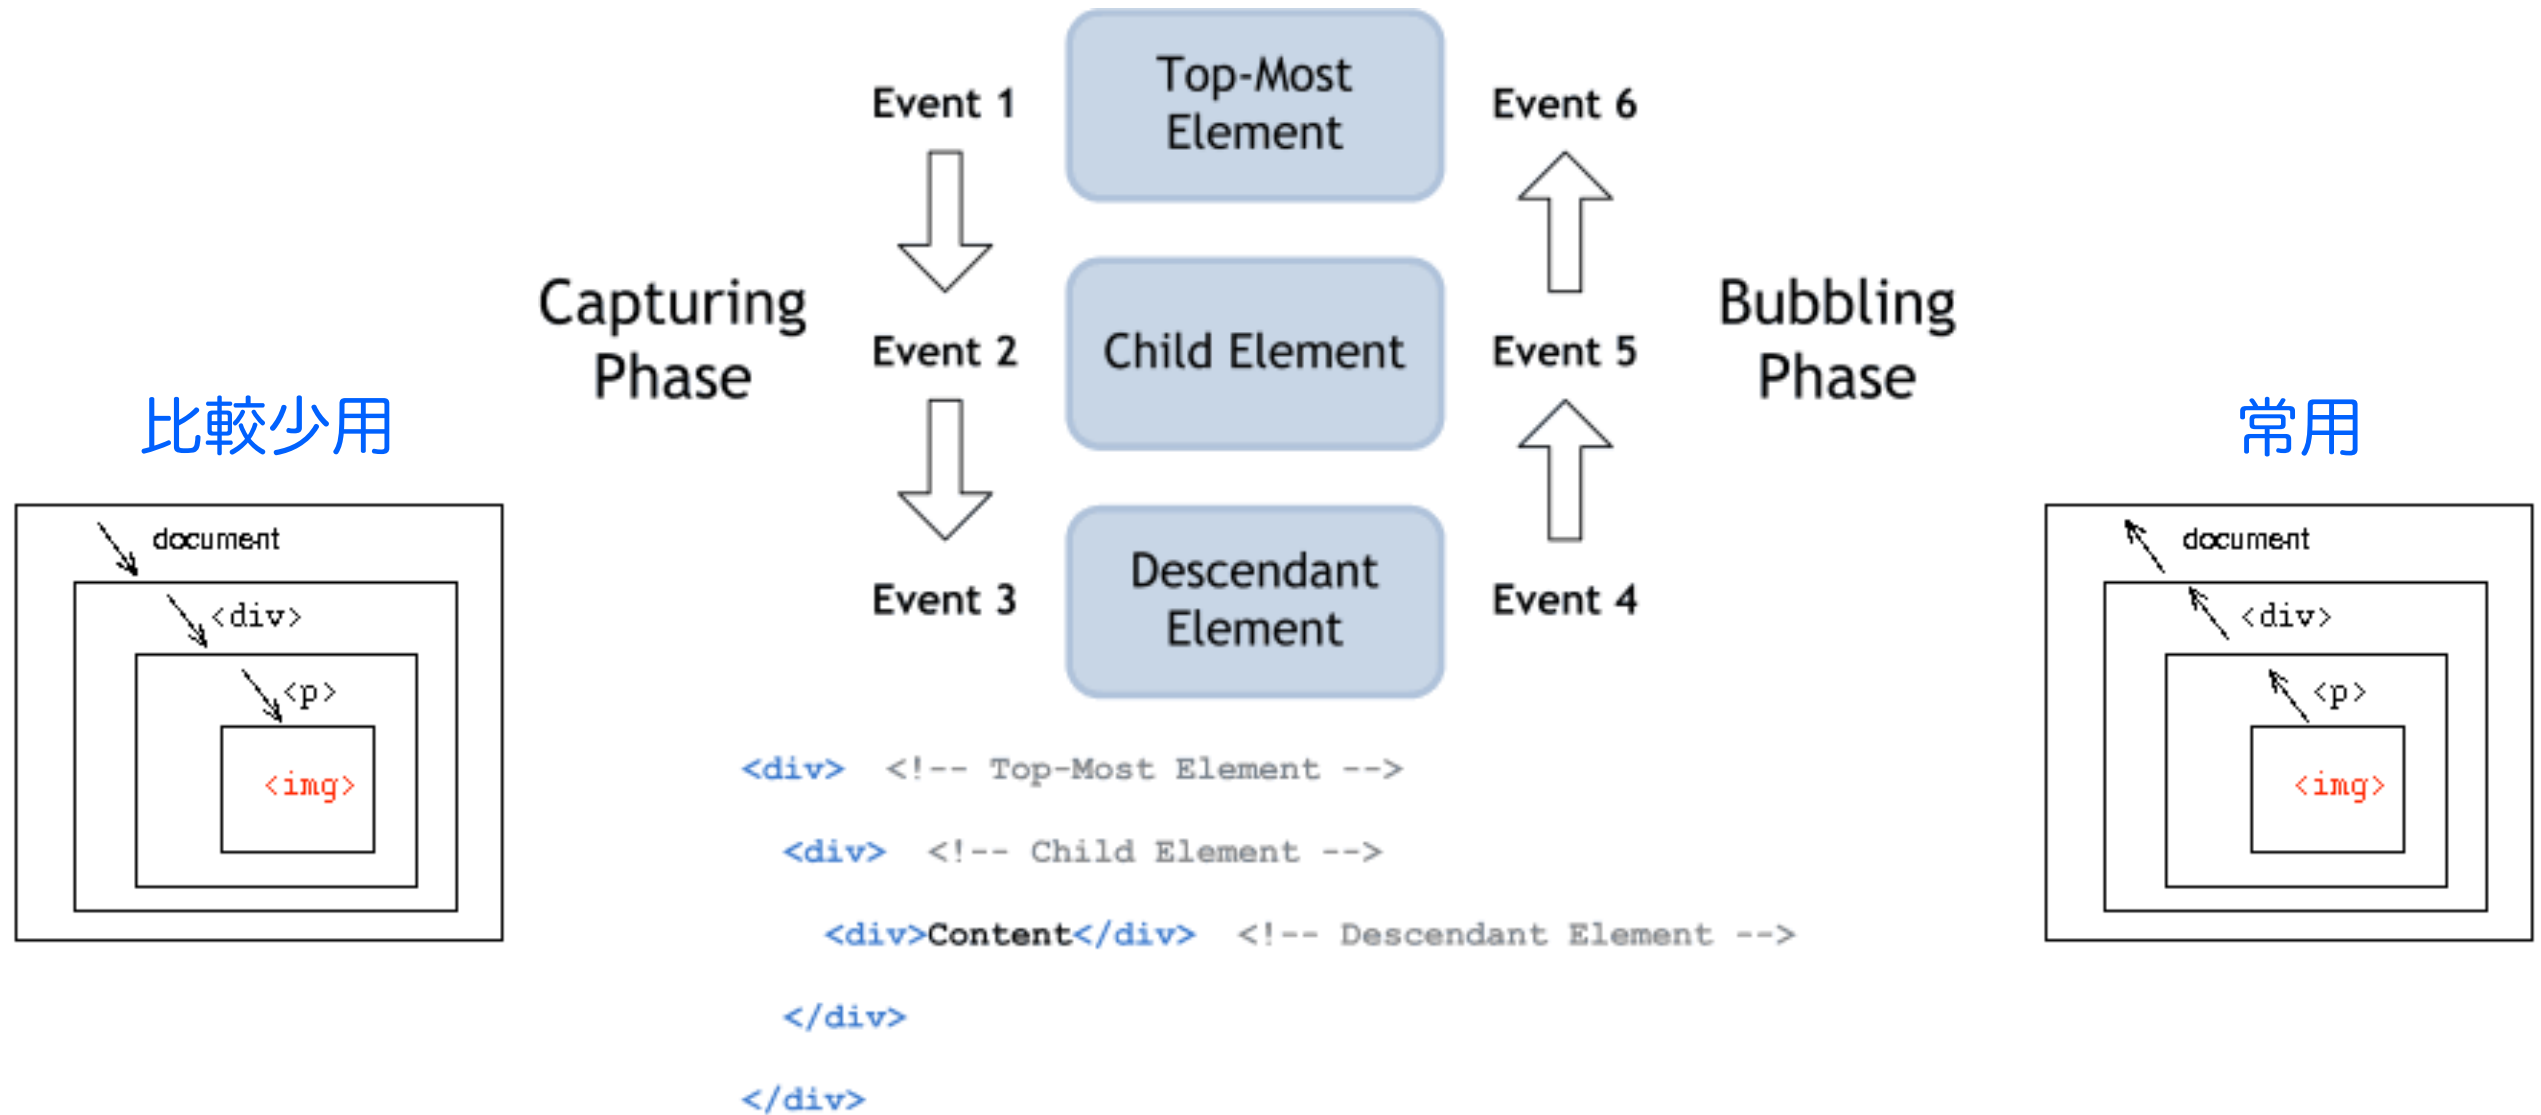 Top-Most
Element
Event 1
Event 6
Capturing
Phase
Event 2
Child Element
Event 5
Bubbling
Phase
比較少用
常用
Event 3
Descendant
Element
Event 4
document
<div>
<p>
<img>
document
<div>
<p>
<img>
<div>  <!-- Top-Most Element -->
<div>  <!-- Child Element -->
<div>Content</div>  <!-- Descendant Element -->
</div>
</div>